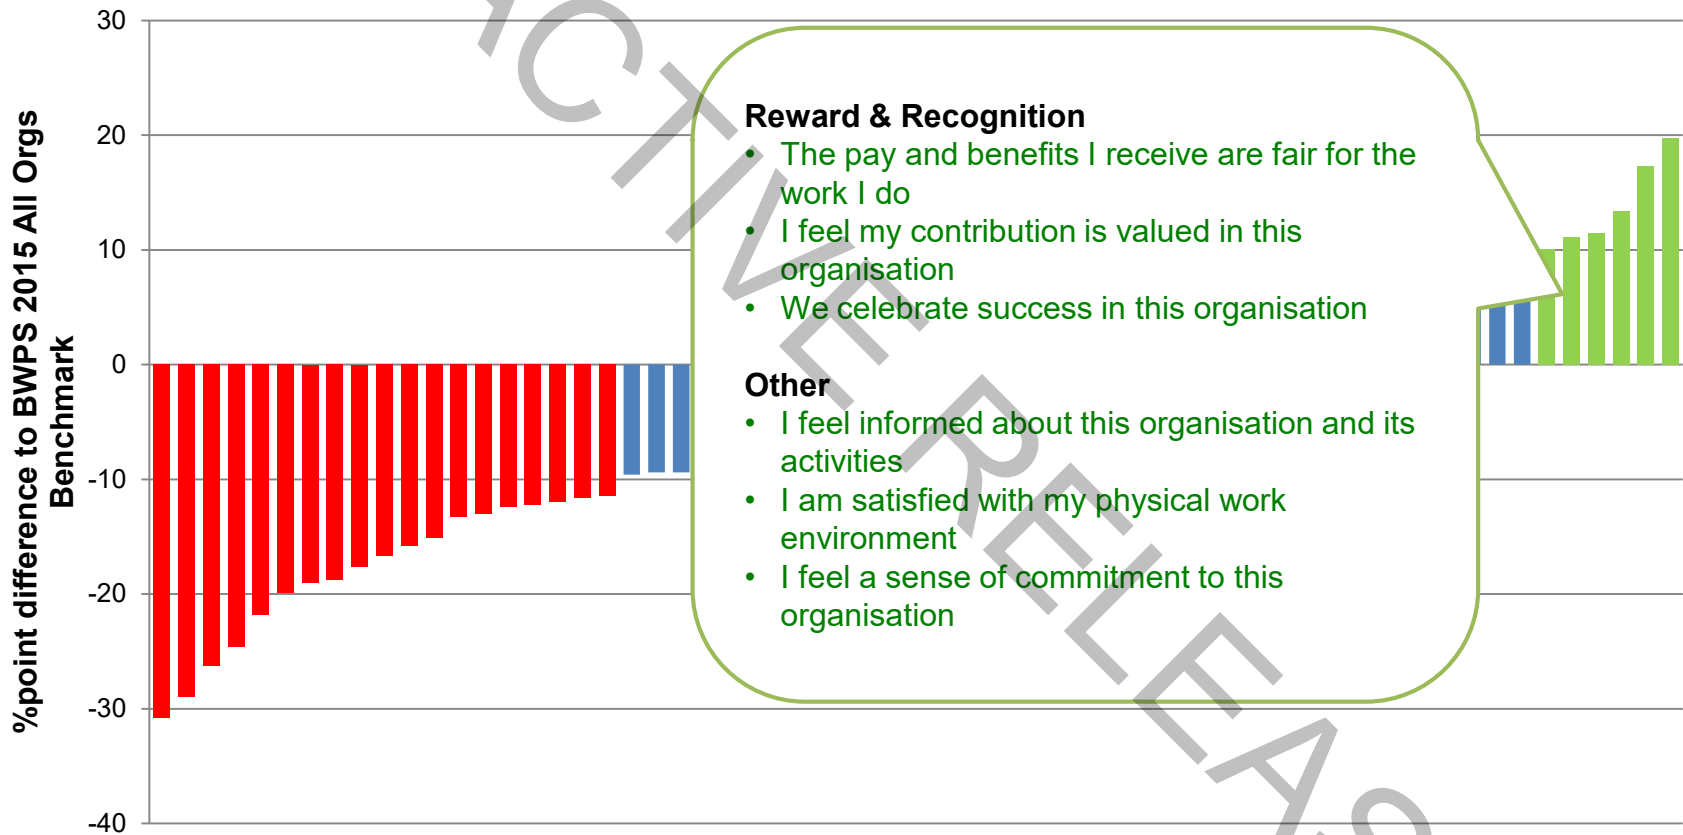 30
20
10
0
-10
-20
-30
-40
%point difference to BWPS 2015 All Orgs
Benchmark
Reward & Recognition
• The pay and benefits I receive are fair for the
work I do
• I feel my contribution is valued in this
organisation
• We celebrate success in this organisation
Other
• I feel informed about this organisation and its
activities
• I am satisfied with my physical work
environment
• I feel a sense of commitment to this
organisation
ACTIVE RELEAS